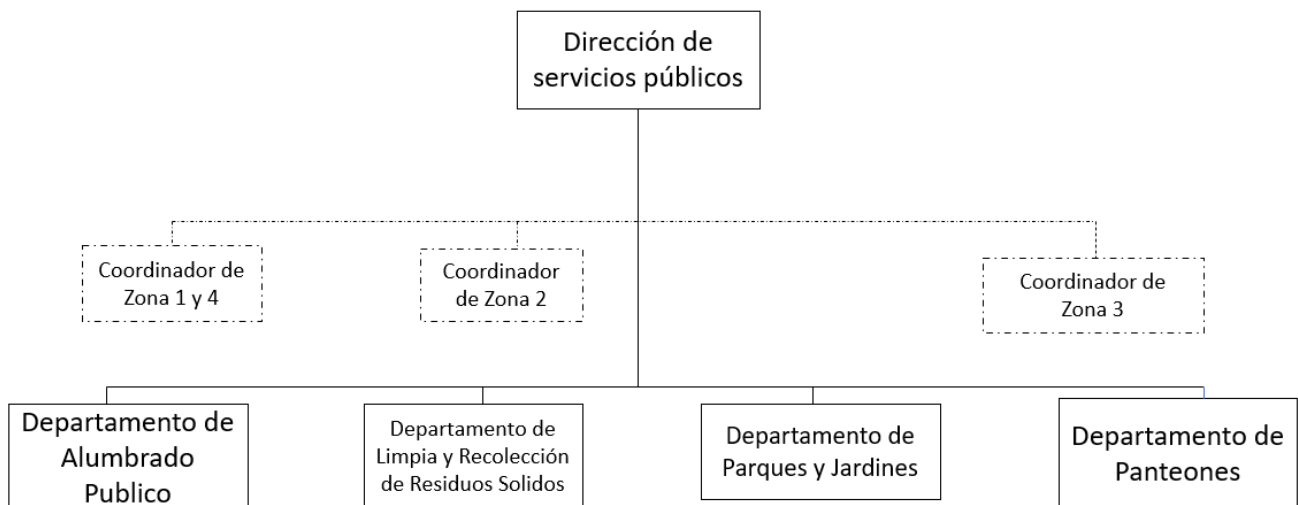 Dirección de
servicios públicos
Coordinador de
Zona 1 y 4
Coordinador
de Zona 2
Coordinador de
Zona 3
Departamento de
Alumbrado
Publico
Departamento de
Limpia y Recolección
de Residuos Solidos
Departamento de
Parques y Jardines
Departamento de
Panteones